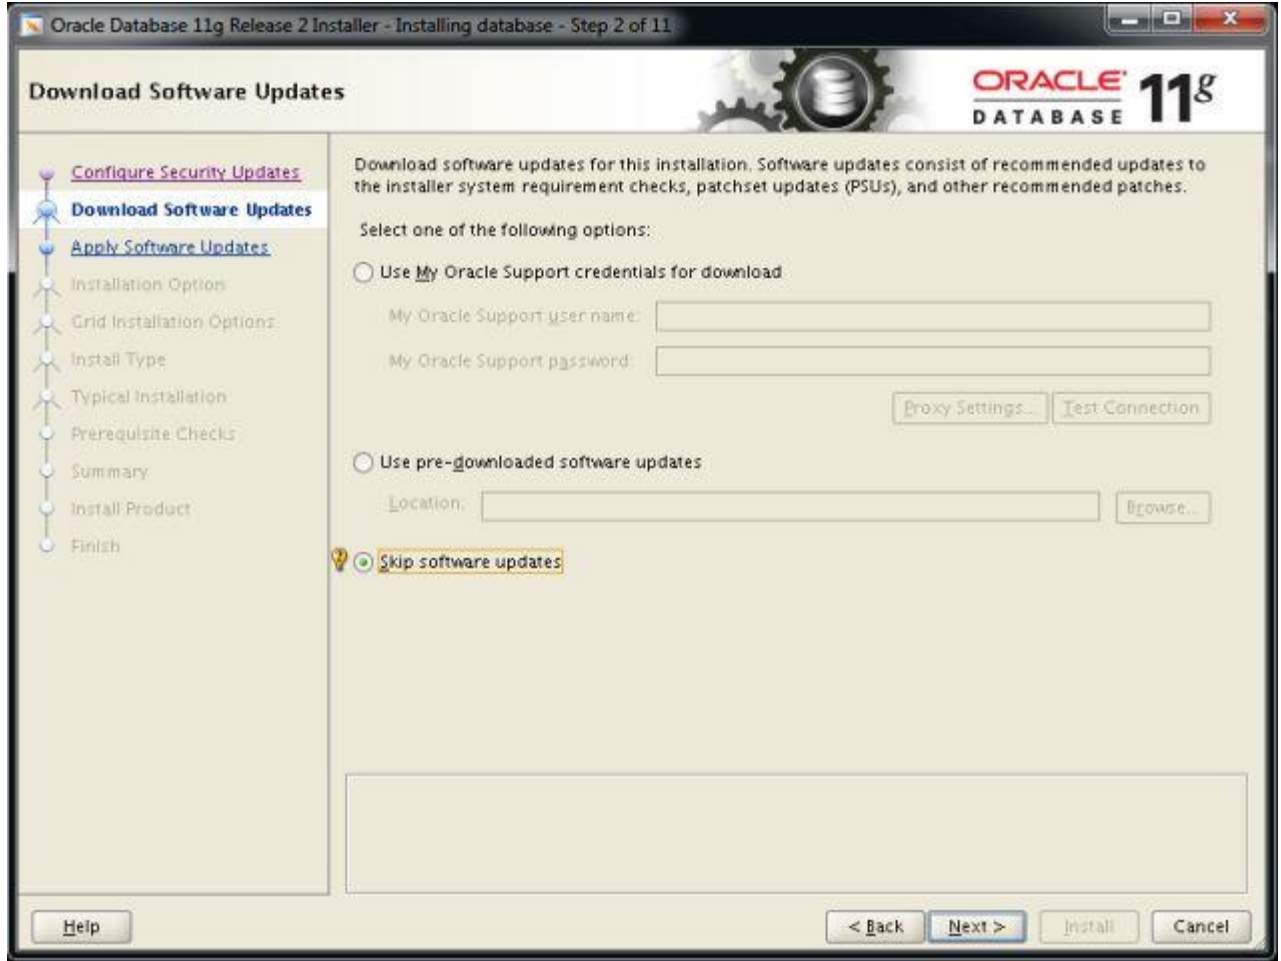 Oracle Database 11g Release 2 Installer - Installing database - Step 2 of 11
Download Software Updates
ORACLE
DATABASE
11g
Configure Security Updates
Download Software Updates
Apply Software Updates
Installation Option
Grid Installation Options
Install Type
Typical Installation
Prerequisite Checks
Summary
Install Product
Finish
Download software updates for this installation. Software updates consist of recommended updates to
the installer system requirement checks, patchset updates (PSUs), and other recommended patches.
Select one of the following options:
Use My Oracle Support credentials for download
My Oracle Support user name:
My Oracle Support password:
Proxy Settings...
Test Connection
Use pre-downloaded software updates
Location:
Browse...
Skip software updates
Help
< Back
Next >
Install
Cancel